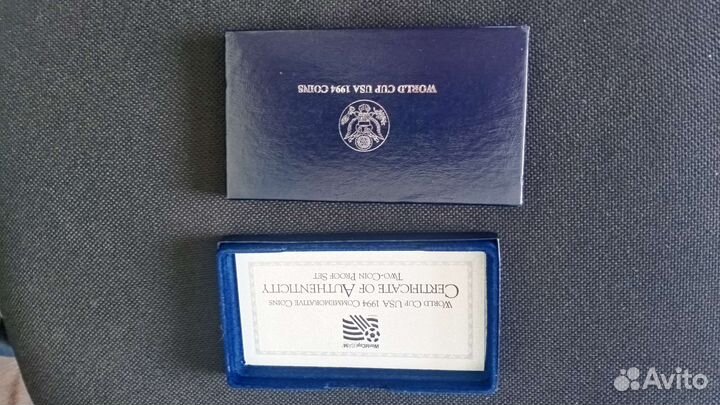 WORLD CUP USA 1994 COINS
WorldCupUSA94
WORLD CUP USA 1994 COMMEMORATIVE COINS
CERTIFICATE OF AUTHENTICITY
TWO-COIN PROOF SET
Avito